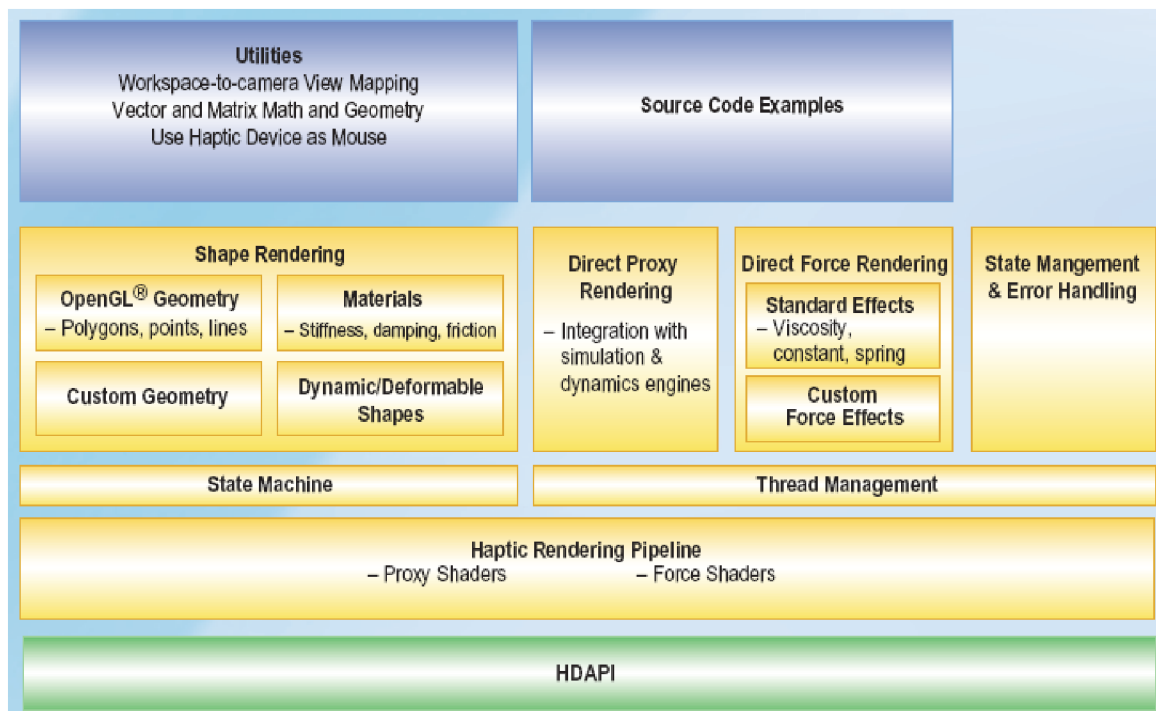 Utilities
Workspace-to-camera View Mapping
Vector and Matrix Math and Geometry
Use Haptic Device as Mouse
Source Code Examples
Shape Rendering
OpenGL® Geometry
– Polygons, points, lines
Materials
– Stiffness, damping, friction
Custom Geometry
Dynamic/Deformable
Shapes
Direct Proxy
Rendering
– Integration with
simulation &
dynamics engines
Direct Force Rendering
Standard Effects
– Viscosity,
constant, spring
Custom
Force Effects
State Mangement
& Error Handling
State Machine
Thread Management
Haptic Rendering Pipeline
– Proxy Shaders – Force Shaders
HDAPI